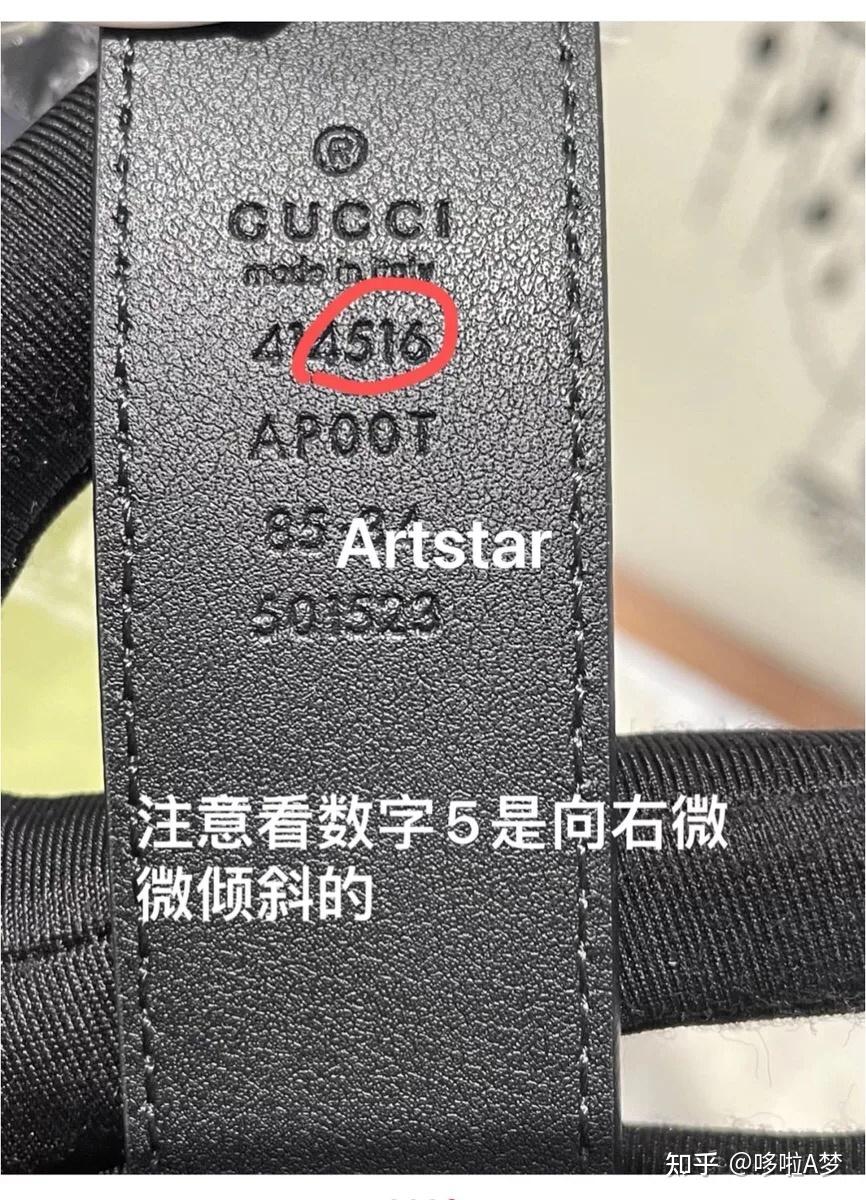 ®
GUCCI
made in italy
414516
AP00T
85 34
Artstar
501523
注意看数字5是向右微
微倾斜的
知乎 @哆啦A梦